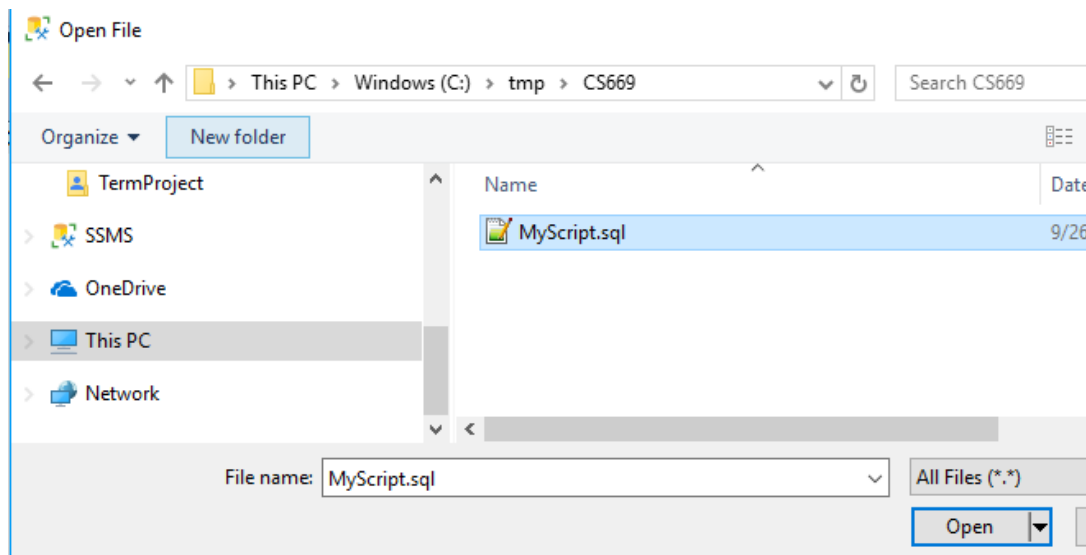 Open File
This PC > Windows (C:) > tmp > CS669
Search CS669
Organize
New folder
Name
Date
TermProject
MyScript.sql
9/26
SSMS
OneDrive
This PC
Network
File name: MyScript.sql
All Files (*.*)
Open